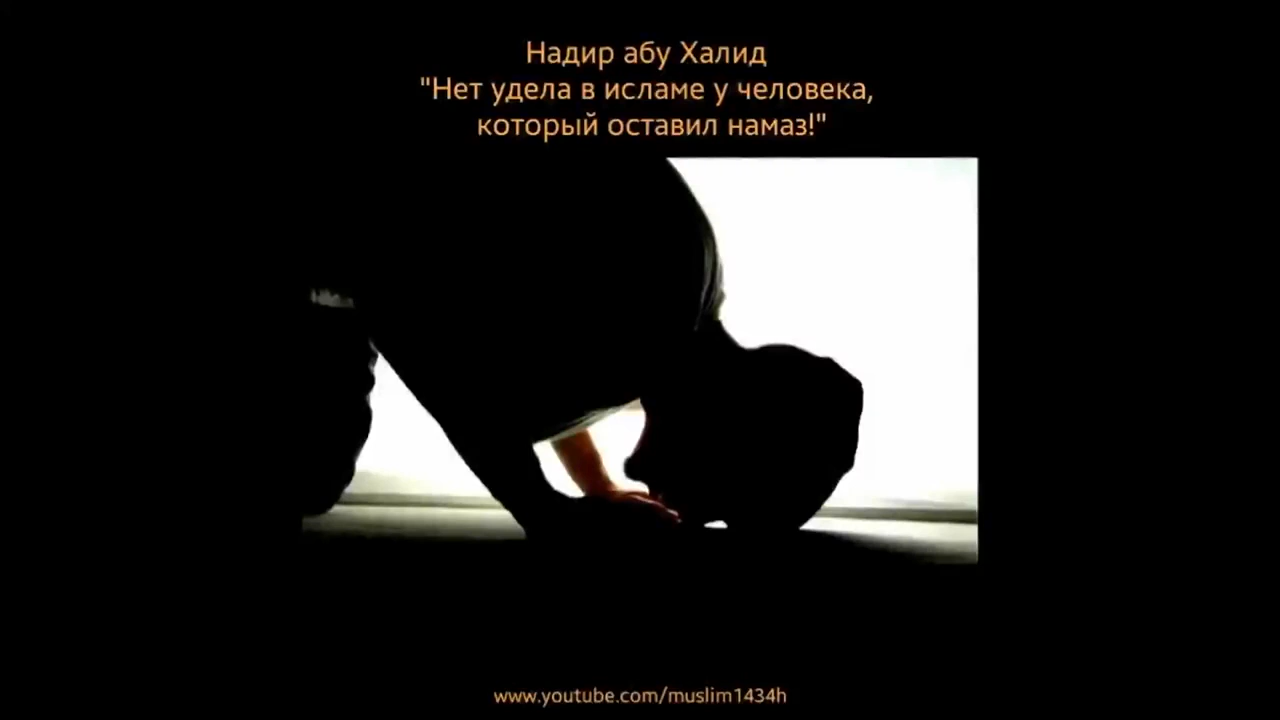 Надир абу Халид
"Нет удела в исламе у человека,
который оставил намаз!"
www.youtube.com/muslim1434h